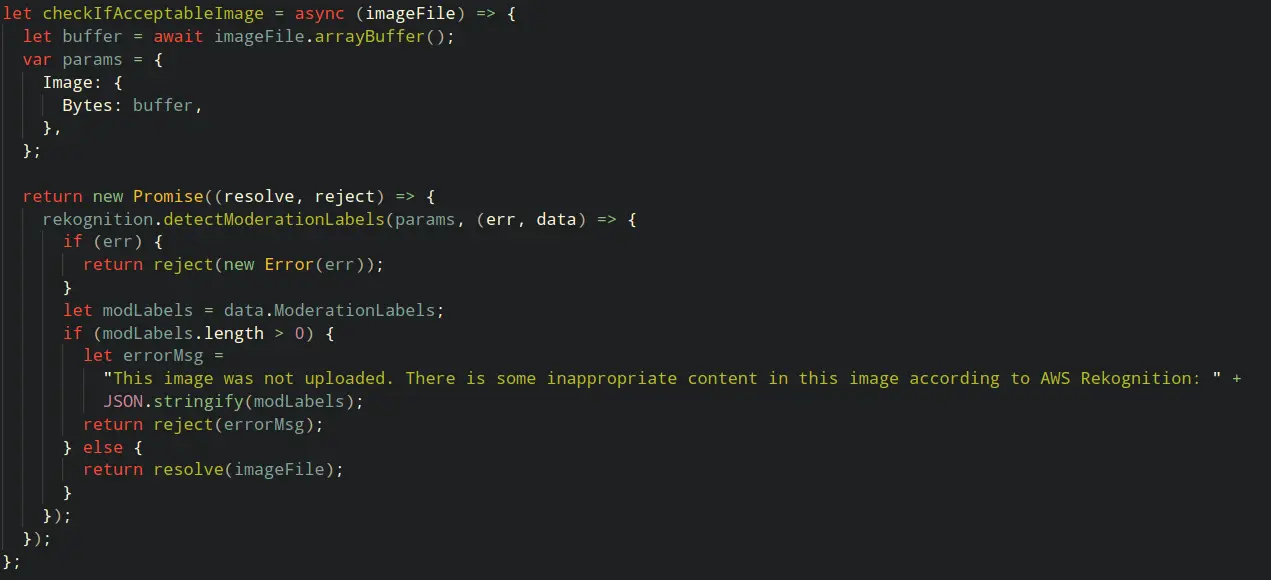 let checkIfAcceptableImage = async (imageFile) => {
  let buffer = await imageFile.arrayBuffer();
  var params = {
    Image: {
      Bytes: buffer,
    },
  };

  return new Promise((resolve, reject) => {
    rekognition.detectModerationLabels(params, (err, data) => {
      if (err) {
        return reject(new Error(err));
      }
      let modLabels = data.ModerationLabels;
      if (modLabels.length > 0) {
        let errorMsg =
          "This image was not uploaded. There is some inappropriate content in this image according to AWS Rekognition: " +
          JSON.stringify(modLabels);
        return reject(errorMsg);
      } else {
        return resolve(imageFile);
      }
    });
  });
};